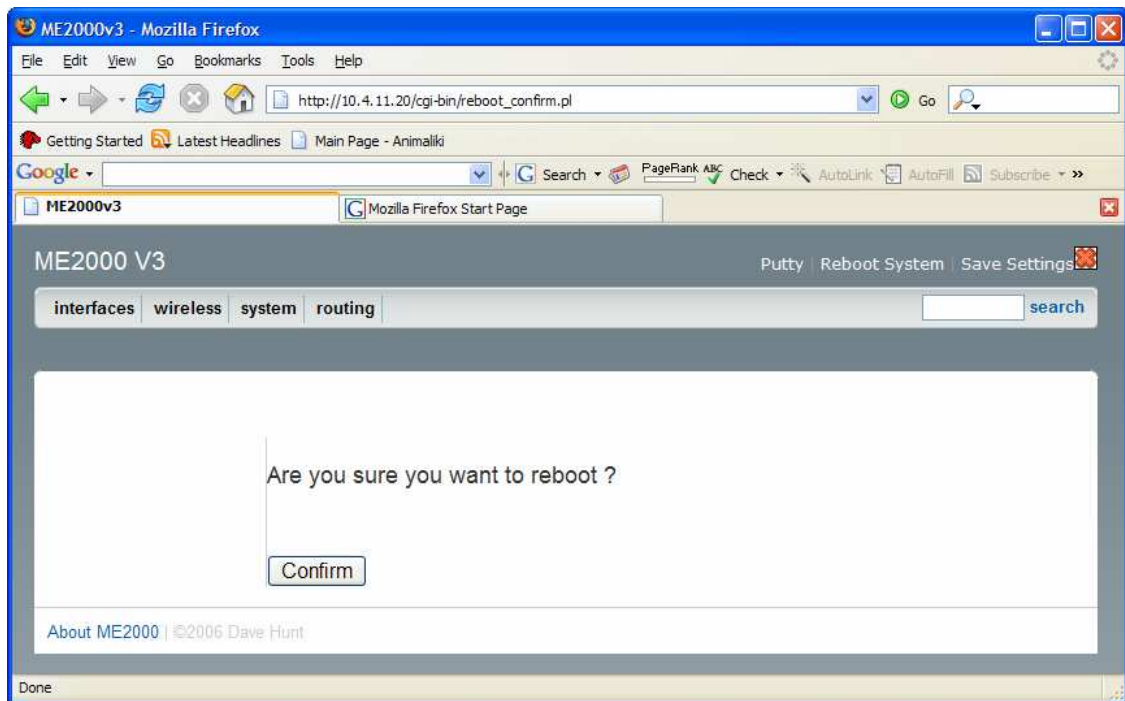 ME2000v3 - Mozilla Firefox
File Edit View Go Bookmarks Tools Help
http://10.4.11.20/cgi-bin/reboot_confirm.pl Go
Getting Started Latest Headlines Main Page - Animaliki
Google Search PageRank ABC Check AutoLink AutoFill Subscribe »
ME2000v3 Mozilla Firefox Start Page
ME2000 V3 Putty | Reboot System | Save Settings
interfaces wireless system routing search
Are you sure you want to reboot ?
Confirm
About ME2000 | ©2006 Dave Hunt
Done